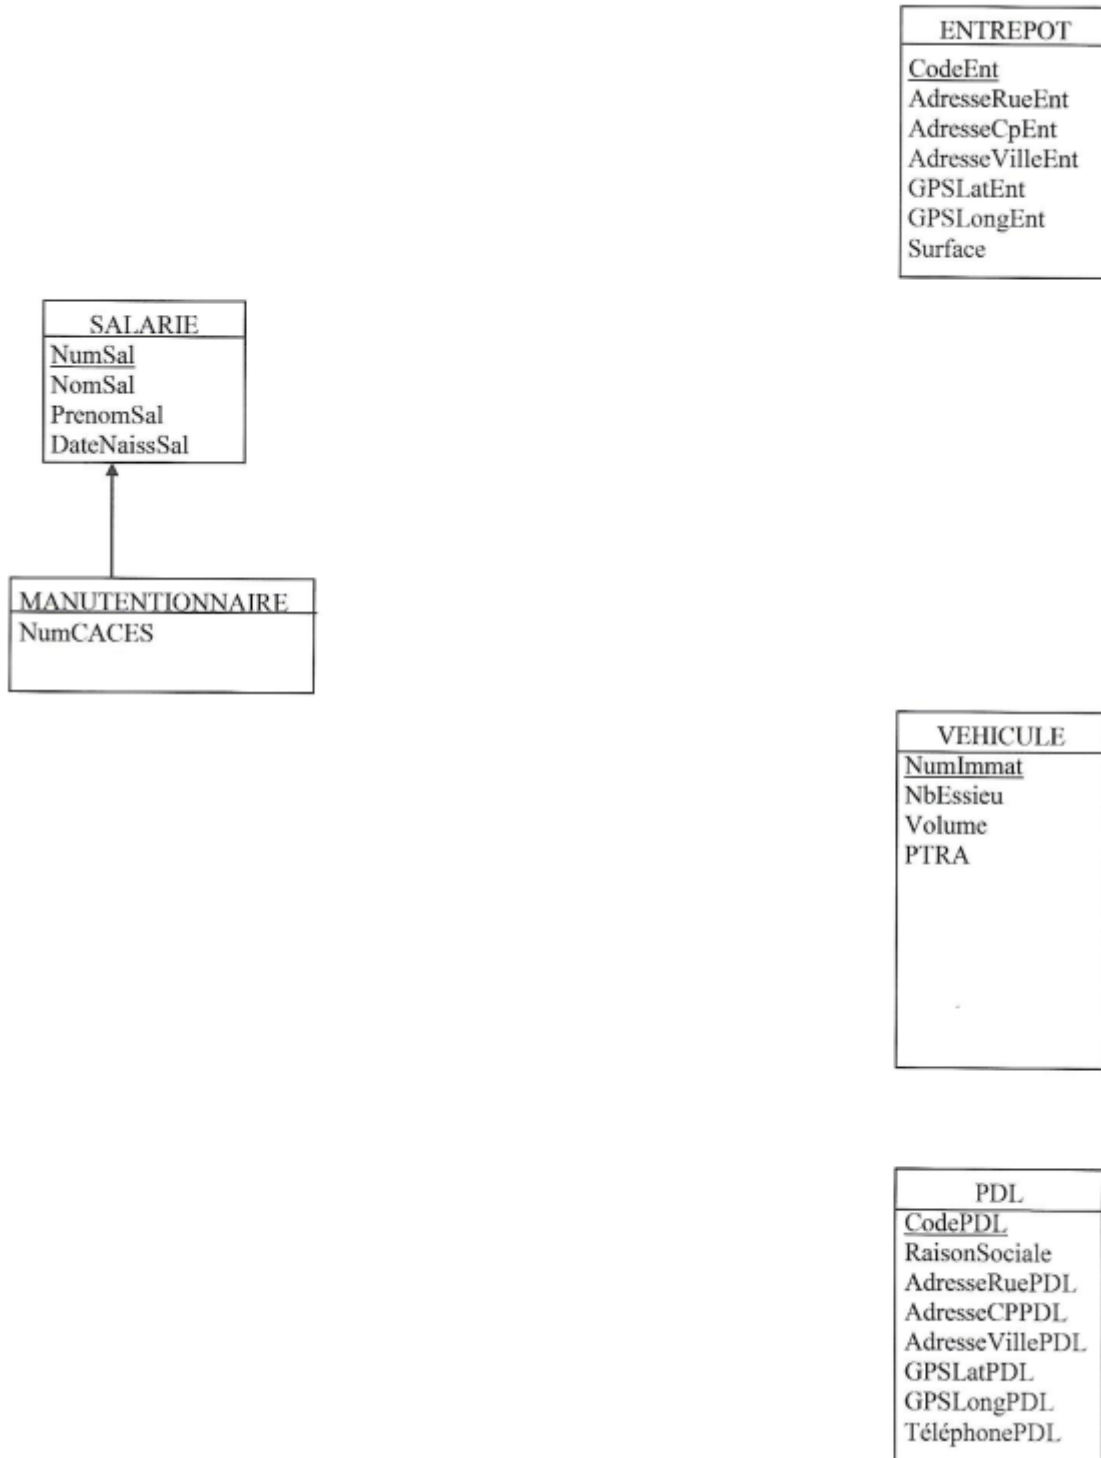 ENTREPOT
CodeEnt
AdresseRueEnt
AdresseCpEnt
AdresseVilleEnt
GPSLatEnt
GPSLongEnt
Surface
SALARIE
NumSal
NomSal
PrenomSal
DateNaissSal
MANUTENTIONNAIRE
NumCACES
VEHICULE
NumImmat
NbEssieu
Volume
PTRA
PDL
CodePDL
RaisonSociale
AdresseRuePDL
AdresseCPPDL
AdresseVillePDL
GPSLatPDL
GPSLongPDL
TéléphonePDL